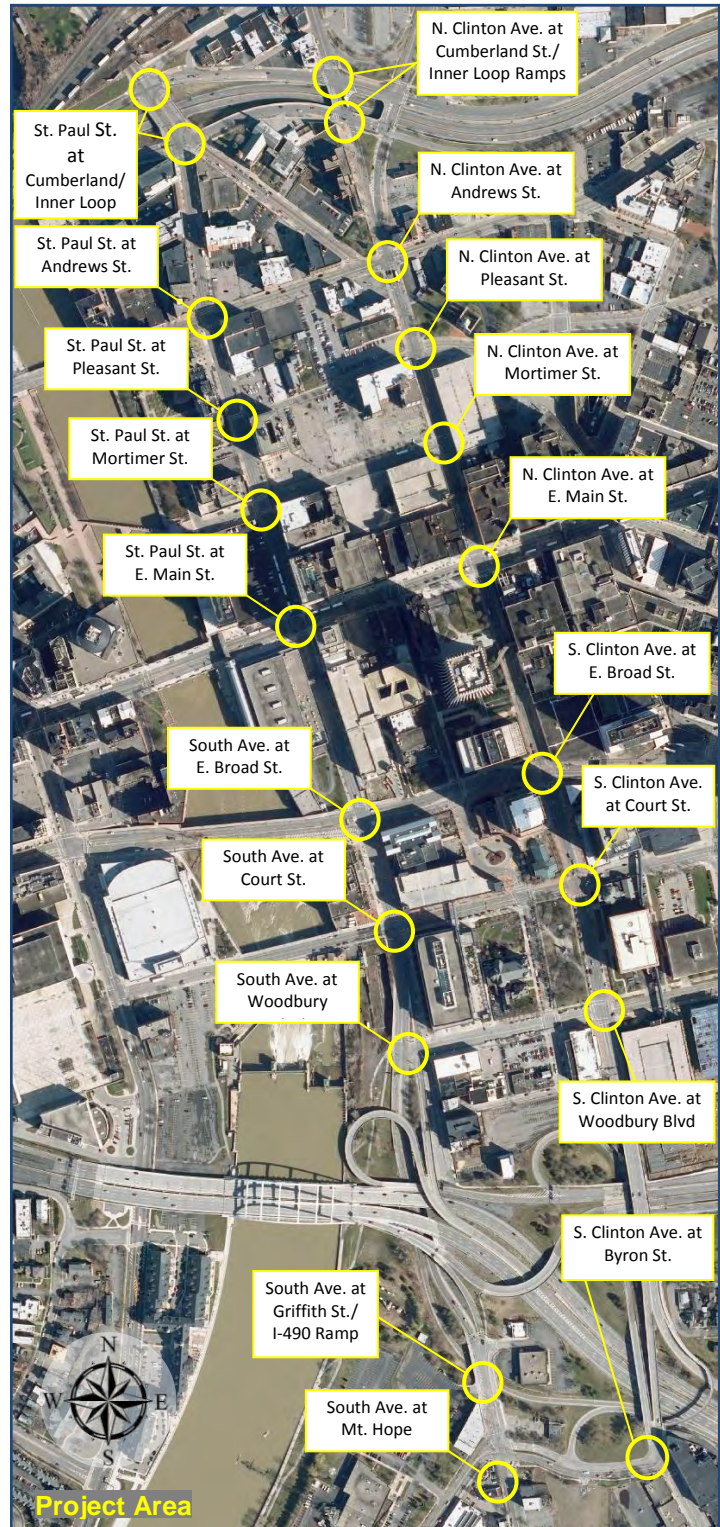 N. Clinton Ave. at
Cumberland St./
Inner Loop Ramps
St. Paul St.
at
Cumberland/
Inner Loop
N. Clinton Ave. at
Andrews St.
St. Paul St. at
Andrews St.
N. Clinton Ave. at
Pleasant St.
St. Paul St. at
Pleasant St.
N. Clinton Ave. at
Mortimer St.
St. Paul St. at
Mortimer St.
N. Clinton Ave. at
E. Main St.
St. Paul St. at
E. Main St.
S. Clinton Ave. at
E. Broad St.
South Ave. at
E. Broad St.
S. Clinton Ave.
at Court St.
South Ave. at
Court St.
South Ave. at
Woodbury
S. Clinton Ave. at
Woodbury Blvd
S. Clinton Ave. at
Byron St.
South Ave. at
Griffith St./
I-490 Ramp
South Ave. at
Mt. Hope
N
W E
S
Project Area